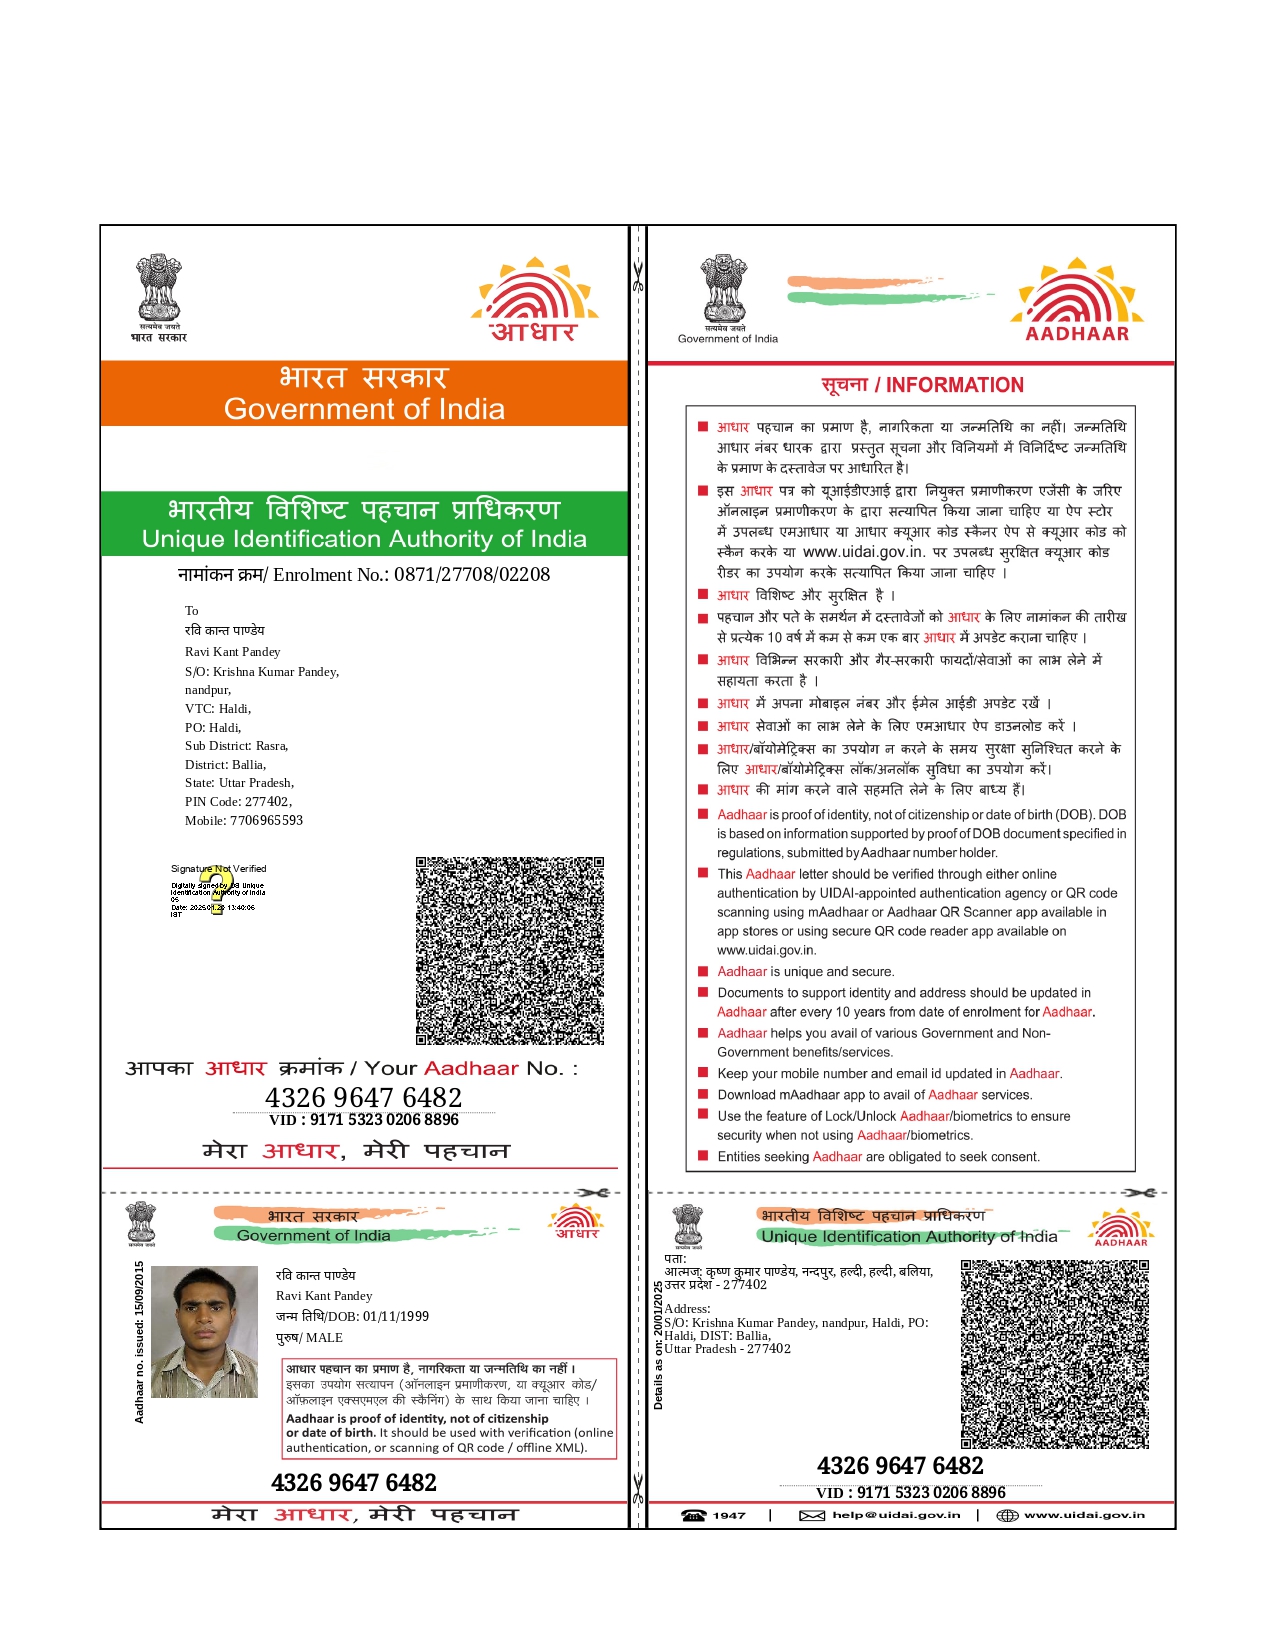 सत्यमेव जयते
भारत सरकार
आधार
भारत सरकार
Government of India
भारतीय विशिष्ट पहचान प्राधिकरण
Unique Identification Authority of India
नामांकन क्रम/ Enrolment No.: 0871/27708/02208
To
रवि कान्त पाण्डेय
Ravi Kant Pandey
S/O: Krishna Kumar Pandey,
nandpur,
VTC: Haldi,
PO: Haldi,
Sub District: Rasra,
District: Ballia,
State: Uttar Pradesh,
PIN Code: 277402,
Mobile: 7706965593
Signature Not Verified
Digitally signed by DS Unique
Identification Authority of India
05
IST
आपका आधार क्रमांक / Your Aadhaar No. :
4326 9647 6482
VID : 9171 5323 0206 8896
मेरा आधार, मेरी पहचान
सत्यमेव जयते
भारत सरकार
Government of India
आधार
Aadhaar no. issued: 15/09/2015
रवि कान्त पाण्डेय
Ravi Kant Pandey
जन्म तिथि/DOB: 01/11/1999
पुरुष/ MALE
आधार पहचान का प्रमाण है, नागरिकता या जन्मतिथि का नहीं ।
इसका उपयोग सत्यापन (ऑनलाइन प्रमाणीकरण, या क्यूआर कोड/
ऑफ़लाइन एक्सएमएल की स्कैनिंग) के साथ किया जाना चाहिए ।
Aadhaar is proof of identity, not of citizenship
or date of birth. It should be used with verification (online
authentication, or scanning of QR code / offline XML).
4326 9647 6482
मेरा आधार, मेरी पहचान
सत्यमेव जयते
Government of India
AADHAAR
सूचना / INFORMATION
आधार पहचान का प्रमाण है, नागरिकता या जन्मतिथि का नहीं। जन्मतिथि
आधार नंबर धारक द्वारा प्रस्तुत सूचना और विनियमों में विनिर्दिष्ट जन्मतिथि
के प्रमाण के दस्तावेज पर आधारित है।
इस आधार पत्र को यूआईडीएआई द्वारा नियुक्त प्रमाणीकरण एजेंसी के जरिए
ऑनलाइन प्रमाणीकरण के द्वारा सत्यापित किया जाना चाहिए या ऐप स्टोर
में उपलब्ध एमआधार या आधार क्यूआर कोड स्कैनर ऐप से क्यूआर कोड को
स्कैन करके या www.uidai.gov.in. पर उपलब्ध सुरक्षित क्यूआर कोड
रीडर का उपयोग करके सत्यापित किया जाना चाहिए ।
आधार विशिष्ट और सुरक्षित है ।
पहचान और पते के समर्थन में दस्तावेजों को आधार के लिए नामांकन की तारीख
से प्रत्येक 10 वर्ष में कम से कम एक बार आधार में अपडेट कराना चाहिए ।
आधार विभिन्न सरकारी और गैर-सरकारी फायदों/सेवाओं का लाभ लेने में
सहायता करता है ।
आधार में अपना मोबाइल नंबर और ईमेल आईडी अपडेट रखें ।
आधार सेवाओं का लाभ लेने के लिए एमआधार ऐप डाउनलोड करें ।
आधार/बॉयोमेट्रिक्स का उपयोग न करने के समय सुरक्षा सुनिश्चित करने के
लिए आधार/बॉयोमेट्रिक्स लॉक/अनलॉक सुविधा का उपयोग करें।
आधार की मांग करने वाले सहमति लेने के लिए बाध्य हैं।
Aadhaar is proof of identity, not of citizenship or date of birth (DOB). DOB
is based on information supported by proof of DOB document specified in
regulations, submitted by Aadhaar number holder.
This Aadhaar letter should be verified through either online
authentication by UIDAI-appointed authentication agency or QR code
scanning using mAadhaar or Aadhaar QR Scanner app available in
app stores or using secure QR code reader app available on
www.uidai.gov.in.
Aadhaar is unique and secure.
Documents to support identity and address should be updated in
Aadhaar after every 10 years from date of enrolment for Aadhaar.
Aadhaar helps you avail of various Government and Non-
Government benefits/services.
Keep your mobile number and email id updated in Aadhaar.
Download mAadhaar app to avail of Aadhaar services.
Use the feature of Lock/Unlock Aadhaar/biometrics to ensure
security when not using Aadhaar/biometrics.
Entities seeking Aadhaar are obligated to seek consent.
सत्यमेव जयते
भारतीय विशिष्ट पहचान प्राधिकरण
Unique Identification Authority of India
AADHAAR
Details as on: 20/01/2025
पता:
आत्मज: कृष्ण कुमार पाण्डेय, नन्दपुर, हल्दी, हल्दी, बलिया,
उत्तर प्रदेश - 277402
Address:
S/O: Krishna Kumar Pandey, nandpur, Haldi, PO:
Haldi, DIST: Ballia,
Uttar Pradesh - 277402
4326 9647 6482
VID : 9171 5323 0206 8896
1947 | help@uidai.gov.in | www.uidai.gov.in